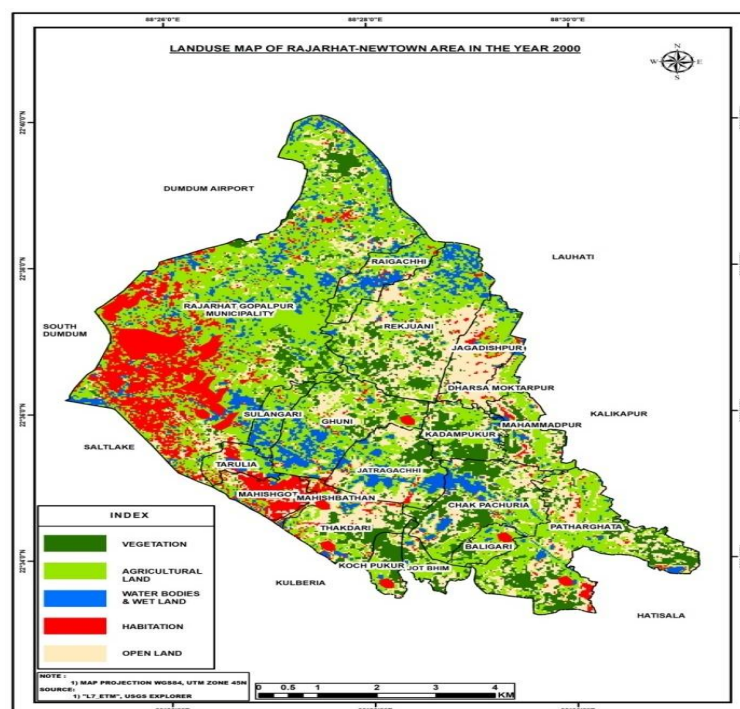 88°26'0"E 88°28'0"E 88°30'0"E
LANDUSE MAP OF RAJARHAT-NEWTOWN AREA IN THE YEAR 2000
N
W E
S
22°40'0"N
DUMDUM AIRPORT
LAUHATI
RAIGACHHI
RAJARHAT GOPALPUR
MUNICIPALITY
REKJUANI
SOUTH
DUMDUM
JAGADISHPUR
DHARSA MOKTARPUR
KALIKAPUR
SULANGARI
GHUNI
MAHAMMADPUR
KADAMPUKUR
SALTLAKE
TARULIA
JATRAGACHHI
MAHISHGOT
MAHISHBATHAN
CHAK PACHURIA
THAKDARI
PATHARGHATA
BALIGARI
KOCH PUKUR
JOT BHIM
KULBERIA
HATISALA
INDEX
VEGETATION
AGRICULTURAL
LAND
WATER BODIES
& WET LAND
HABITATION
OPEN LAND
NOTE :
1) MAP PROJECTION WGS84, UTM ZONE 45N
SOURCE:
1) "L7_ETM", USGS EXPLORER
0 0.5 1 2 3 4
KM